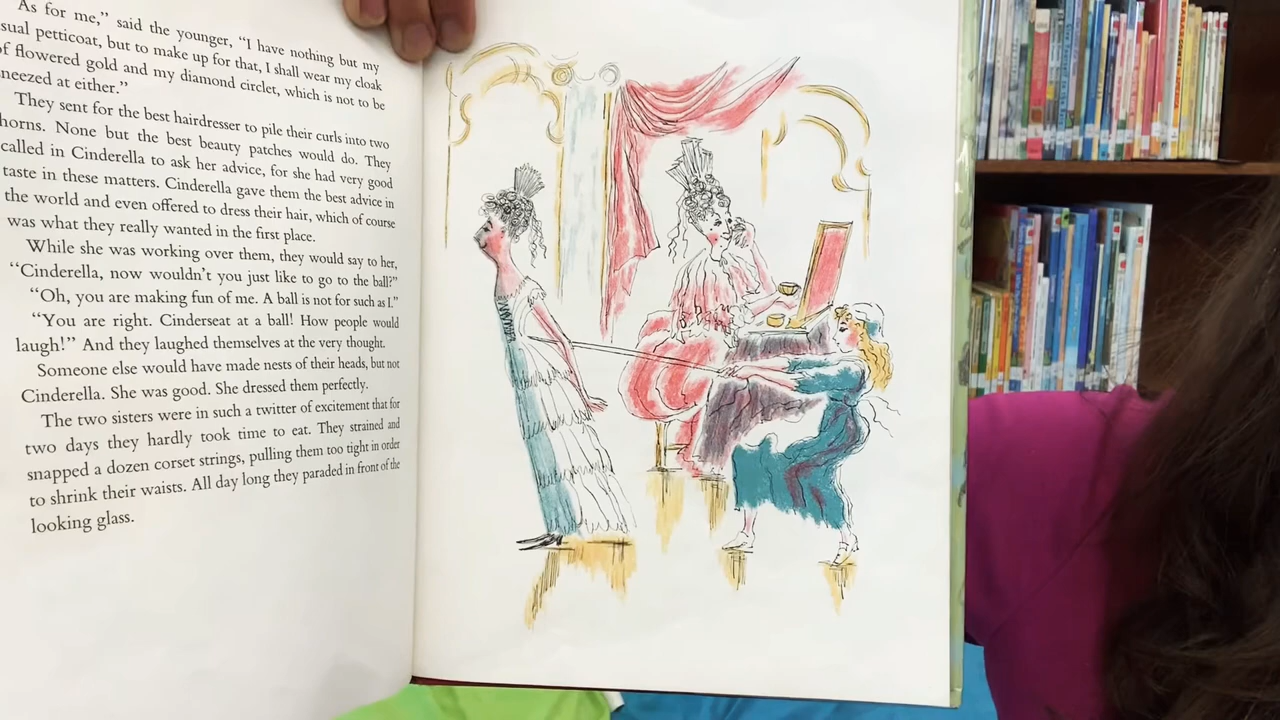 As for me,” said the younger, “I have nothing but my
sual petticoat, but to make up for that, I shall wear my cloak
of flowered gold and my diamond circlet, which is not to be
neezed at either.”
They sent for the best hairdresser to pile their curls into two
horns. None but the best beauty patches would do. They
called in Cinderella to ask her advice, for she had very good
taste in these matters. Cinderella gave them the best advice in
the world and even offered to dress their hair, which of course
was what they really wanted in the first place.
While she was working over them, they would say to her,
“Cinderella, now wouldn’t you just like to go to the ball?”
“Oh, you are making fun of me. A ball is not for such as I.”
“You are right. Cinderseat at a ball! How people would
laugh!” And they laughed themselves at the very thought.
Someone else would have made nests of their heads, but not
Cinderella. She was good. She dressed them perfectly.
The two sisters were in such a twitter of excitement that for
two days they hardly took time to eat. They strained and
snapped a dozen corset strings, pulling them too tight in order
to shrink their waists. All day long they paraded in front of the
looking glass.